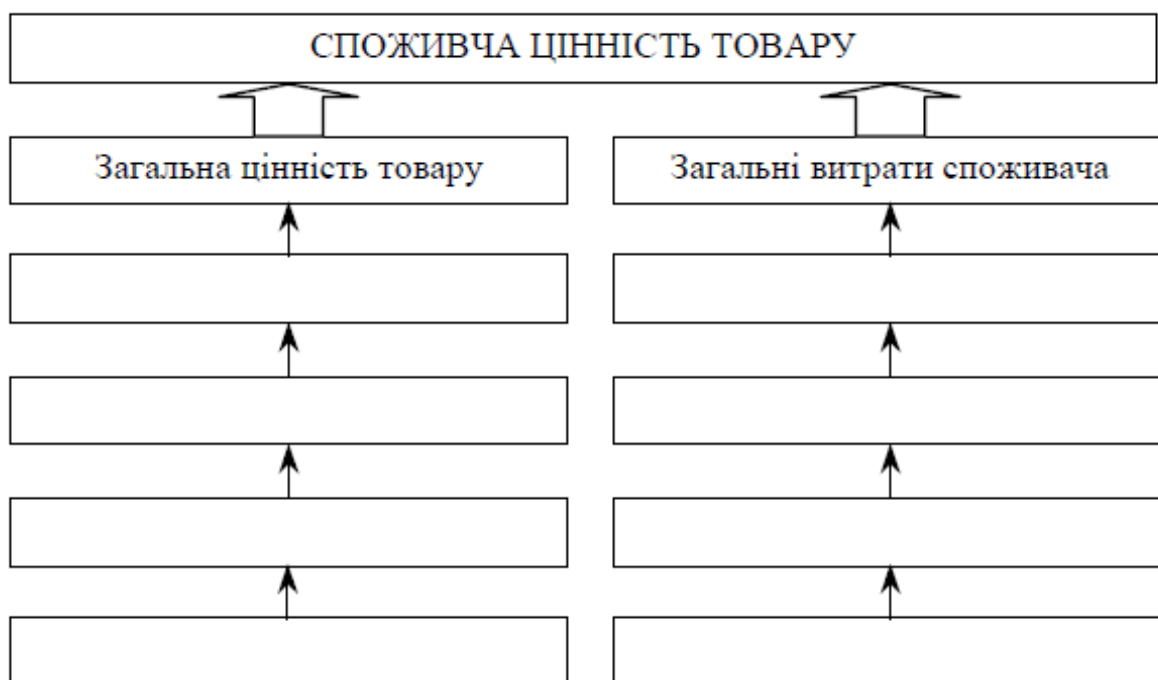 СПОЖИВЧА ЦІННІСТЬ ТОВАРУ
Загальна цінність товару
Загальні витрати споживача